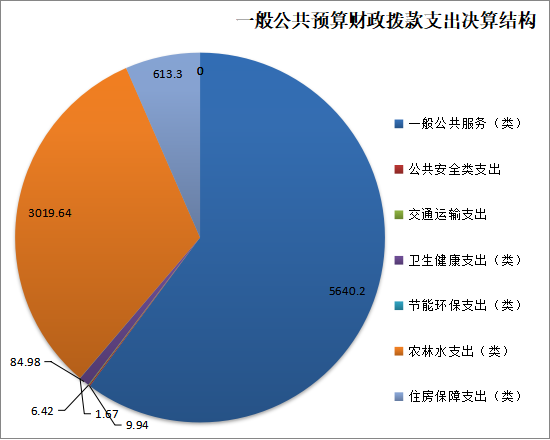 一般公共预算财政拨款支出决算结构
613.3
0
一般公共服务（类）
公共安全类支出
3019.64
交通运输支出
卫生健康支出（类）
5640.2
节能环保支出（类）
84.98
农林水支出（类）
6.42
1.67
9.94
住房保障支出（类）